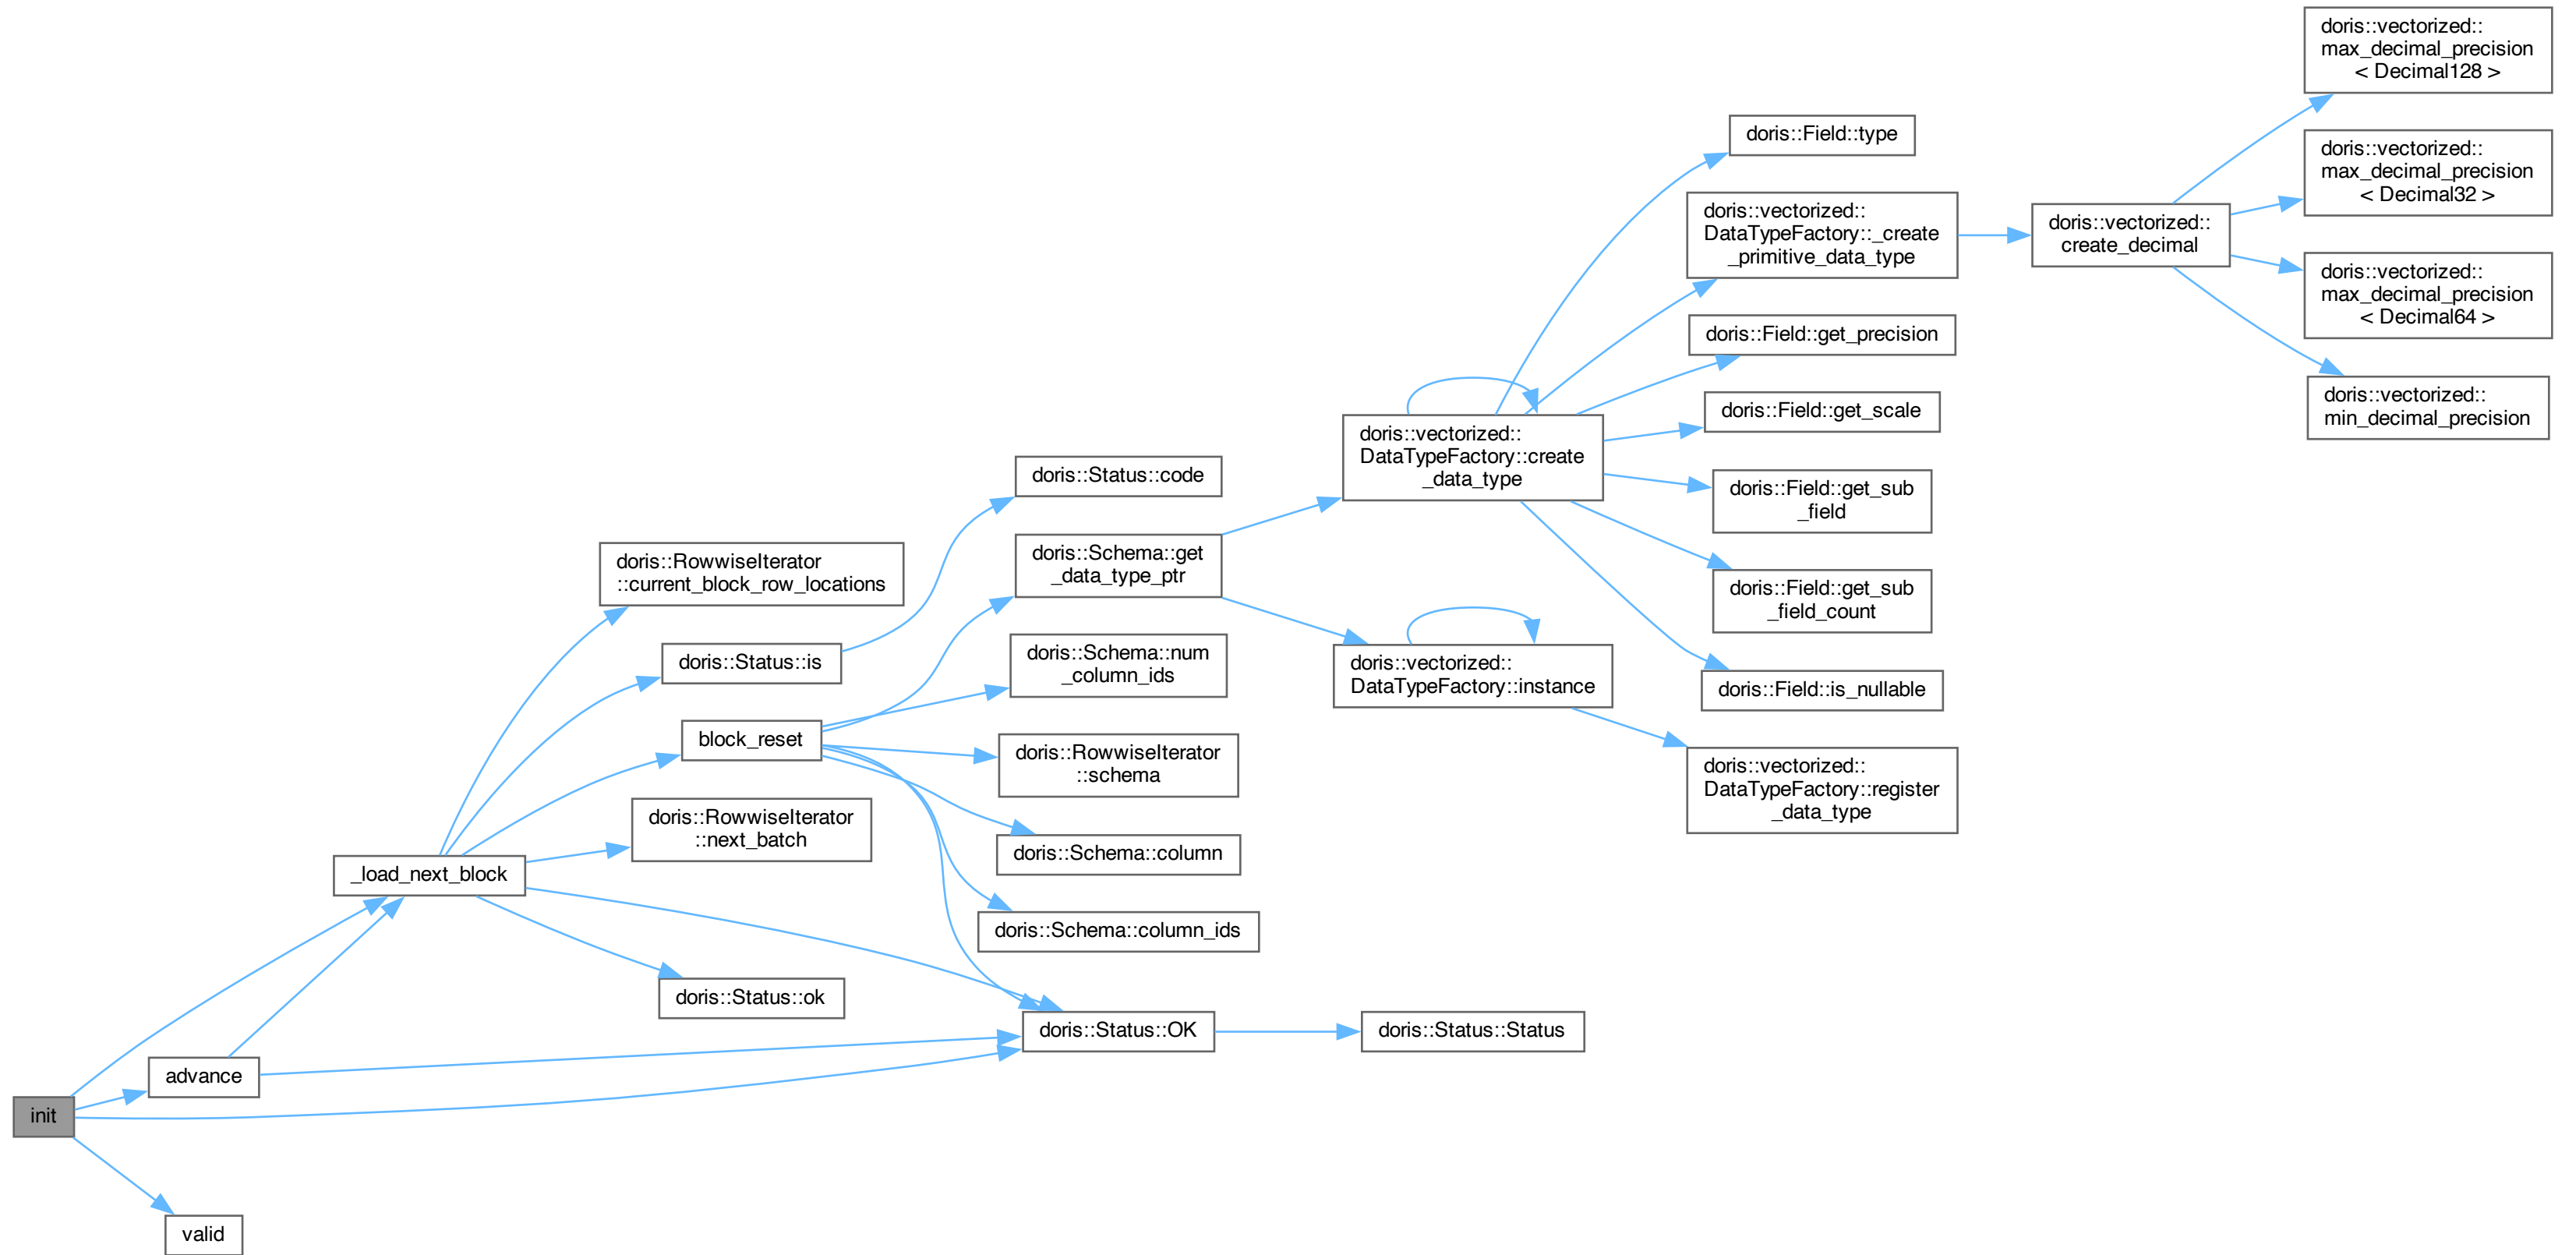 init
advance
valid
_load_next_block
doris::RowwiseIterator
::current_block_row_locations
doris::Status::is
block_reset
doris::RowwiseIterator
::next_batch
doris::Status::ok
doris::Status::code
doris::Schema::get
_data_type_ptr
doris::Schema::num
_column_ids
doris::RowwiseIterator
::schema
doris::Schema::column
doris::Schema::column_ids
doris::Status::OK
doris::vectorized::
DataTypeFactory::create
_data_type
doris::vectorized::
DataTypeFactory::instance
doris::Status::Status
doris::Field::type
doris::vectorized::
DataTypeFactory::_create
_primitive_data_type
doris::Field::get_precision
doris::Field::get_scale
doris::Field::get_sub
_field
doris::Field::get_sub
_field_count
doris::Field::is_nullable
doris::vectorized::
DataTypeFactory::register
_data_type
doris::vectorized::
create_decimal
doris::vectorized::
max_decimal_precision
< Decimal128 >
doris::vectorized::
max_decimal_precision
< Decimal32 >
doris::vectorized::
max_decimal_precision
< Decimal64 >
doris::vectorized::
min_decimal_precision